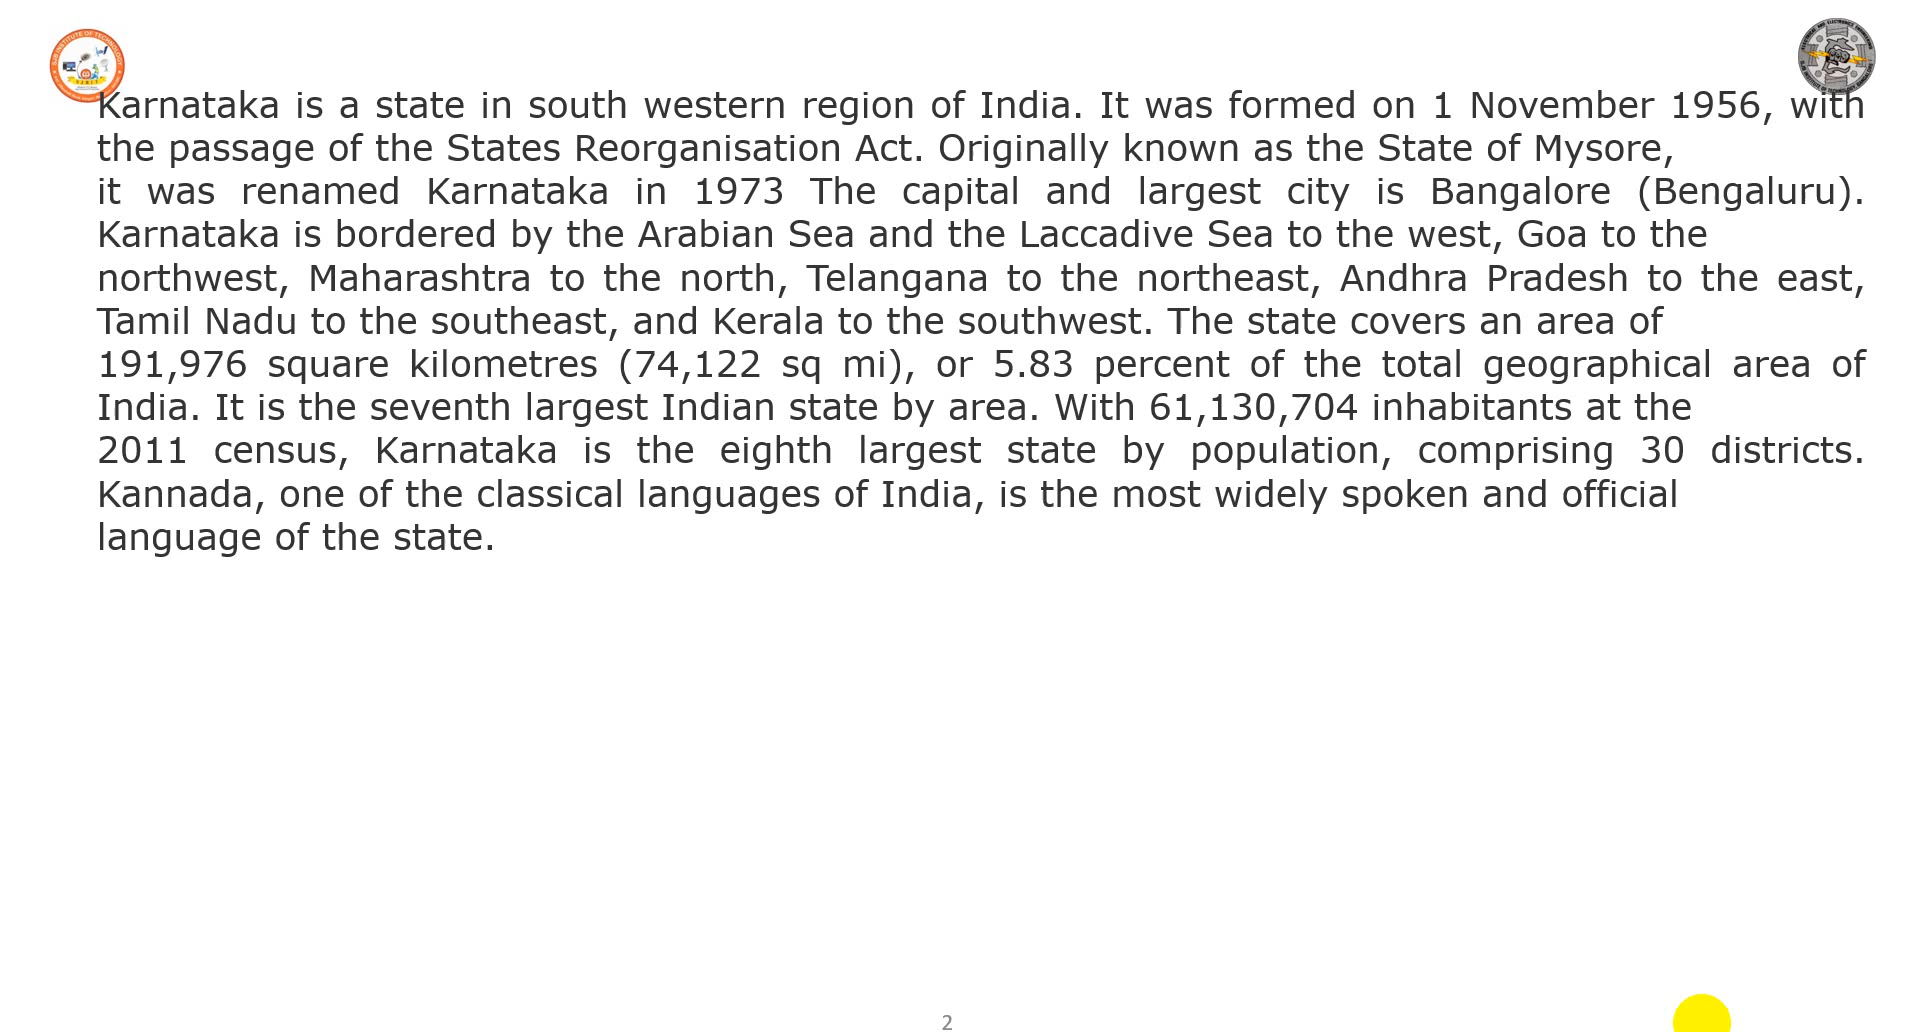 SJB INSTITUTE OF TECHNOLOGY
Karnataka is a state in south western region of India. It was formed on 1 November 1956, with
the passage of the States Reorganisation Act. Originally known as the State of Mysore,
it was renamed Karnataka in 1973 The capital and largest city is Bangalore (Bengaluru).
Karnataka is bordered by the Arabian Sea and the Laccadive Sea to the west, Goa to the
northwest, Maharashtra to the north, Telangana to the northeast, Andhra Pradesh to the east,
Tamil Nadu to the southeast, and Kerala to the southwest. The state covers an area of
191,976 square kilometres (74,122 sq mi), or 5.83 percent of the total geographical area of
India. It is the seventh largest Indian state by area. With 61,130,704 inhabitants at the
2011 census, Karnataka is the eighth largest state by population, comprising 30 districts.
Kannada, one of the classical languages of India, is the most widely spoken and official
language of the state.
2